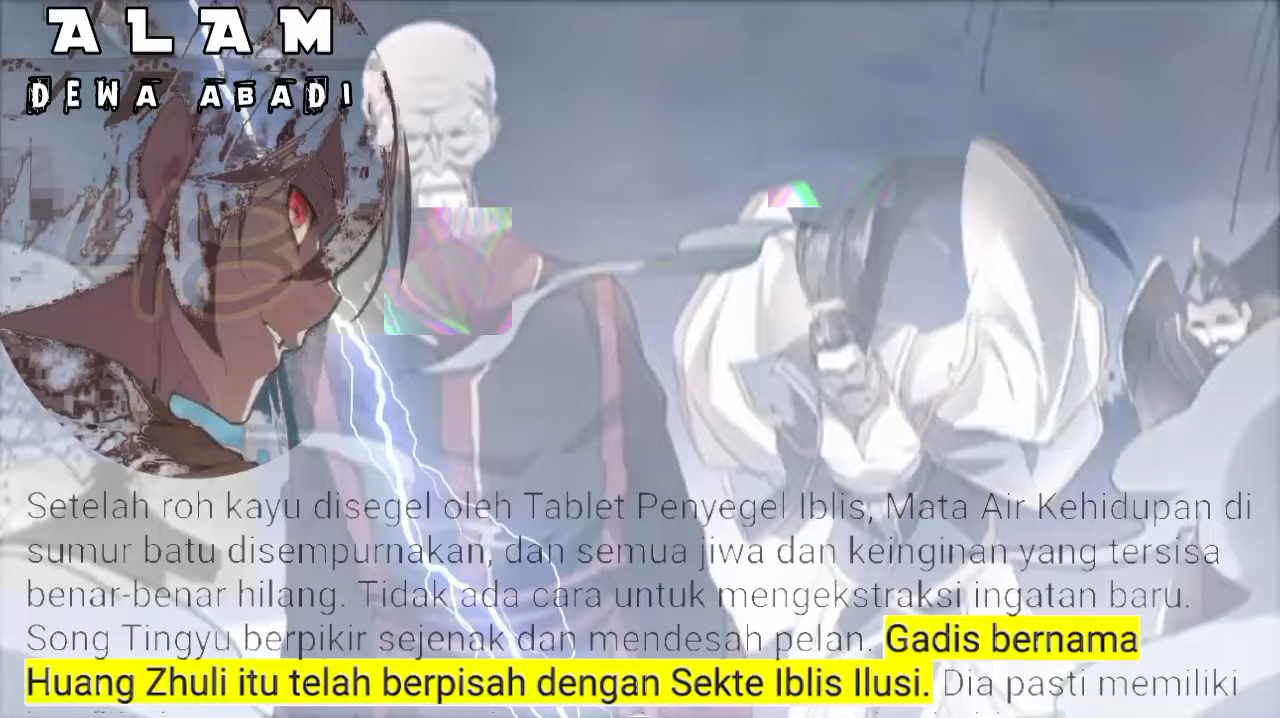 ALAM
DEWA ABADI
Setelah roh kayu disegel oleh Tablet Penyegel Iblis, Mata Air Kehidupan di
sumur batu disempurnakan, dan semua jiwa dan keinginan yang tersisa
benar-benar hilang. Tidak ada cara untuk mengekstraksi ingatan baru.
Song Tingyu berpikir sejenak dan mendesah pelan. Gadis bernama
Huang Zhuli itu telah berpisah dengan Sekte Iblis Ilusi. Dia pasti memiliki